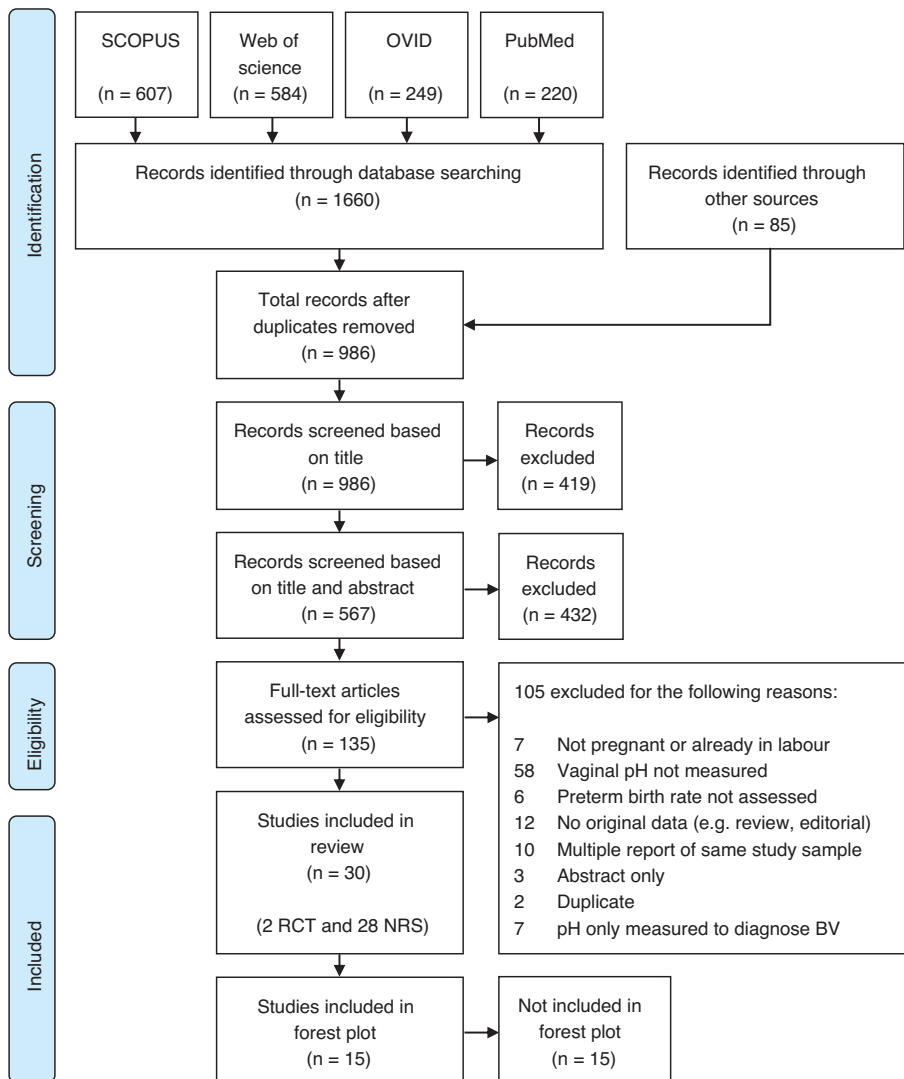 SCOPUS
(n = 607)
Web of
science
(n = 584)
OVID
(n = 249)
PubMed
(n = 220)
Identification
Records identified through database searching
(n = 1660)
Records identified through
other sources
(n = 85)
Total records after
duplicates removed
(n = 986)
Screening
Records screened based
on title
(n = 986)
Records
excluded
(n = 419)
Records screened based
on title and abstract
(n = 567)
Records
excluded
(n = 432)
Eligibility
Full-text articles
assessed for eligibility
(n = 135)
105 excluded for the following reasons:
7 Not pregnant or already in labour
58 Vaginal pH not measured
6 Preterm birth rate not assessed
12 No original data (e.g. review, editorial)
10 Multiple report of same study sample
3 Abstract only
2 Duplicate
7 pH only measured to diagnose BV
Included
Studies included in
review
(n = 30)
(2 RCT and 28 NRS)
Studies included in
forest plot
(n = 15)
Not included in
forest plot
(n = 15)